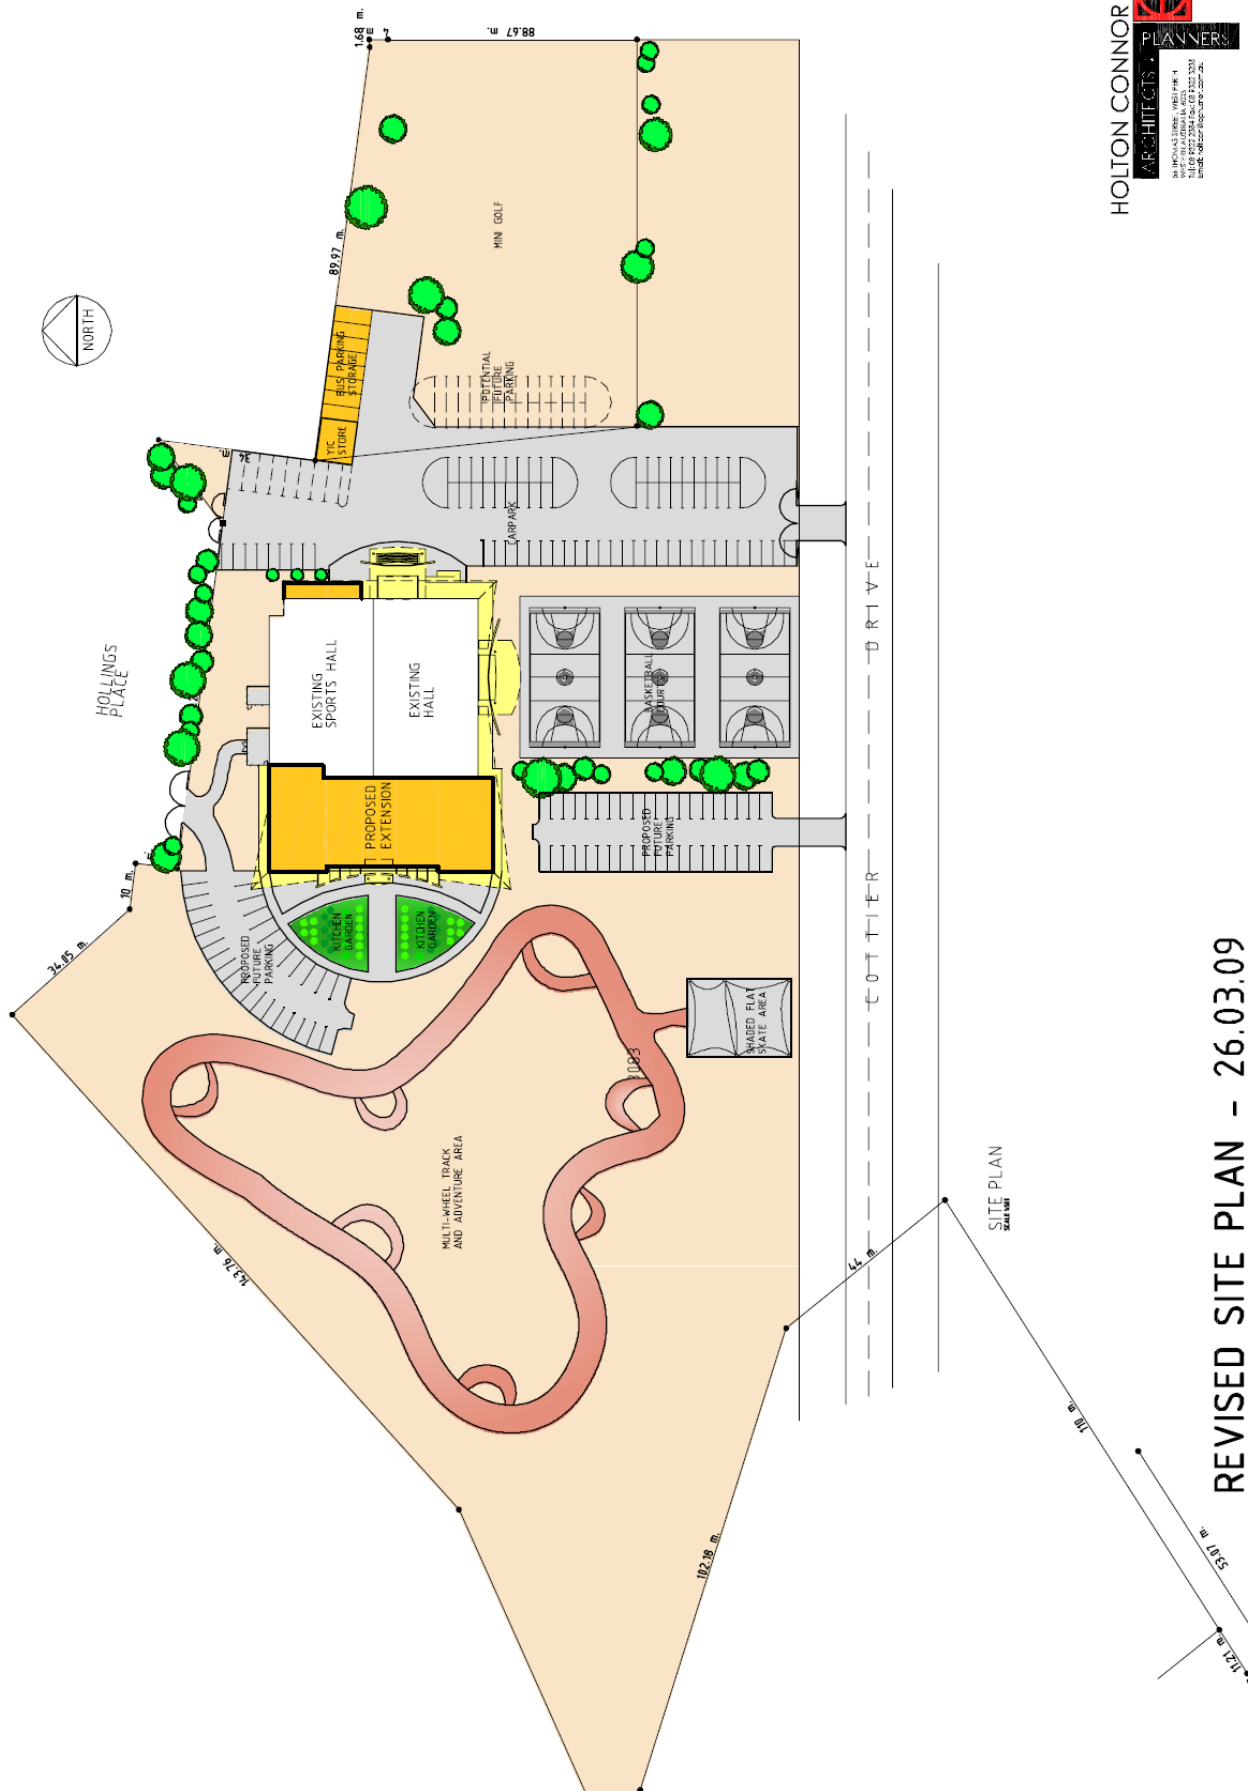 HOLTON CONNOR
ARCHITECTS &
PLANNERS
1.68 m.
4 m
88.67 m.
89.97 m.
MINI GOLF
NORTH
BUS PARKING
STORAGE
POTENTIAL
FUTURE
PARKING
YIC
STORE
34 m.
CARPARK
HOLLINGS
PLACE
EXISTING
SPORTS HALL
EXISTING
HALL
BASKETBALL
COURTS
COTTIER DRIVE
PROPOSED
EXTENSION
PROPOSED
FUTURE
PARKING
10 m.
34.85 m.
KITCHEN
GARDEN
KITCHEN
GARDEN
PROPOSED
FUTURE
PARKING
SHADED FLAT
SKATE AREA
MULTI-WHEEL TRACK
AND ADVENTURE AREA
143.76 m.
44 m.
SITE PLAN
110 m.
102.18 m.
53.07 m.
11.21 m.
REVISED SITE PLAN - 26.03.09